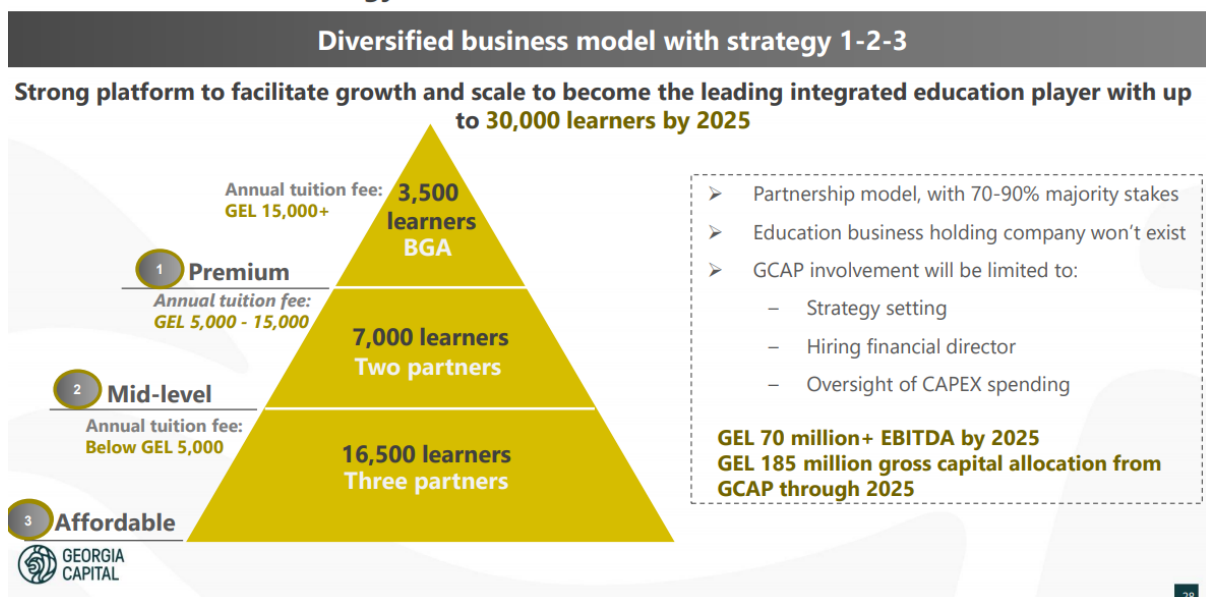 Diversified business model with strategy 1-2-3
Strong platform to facilitate growth and scale to become the leading integrated education player with up
to 30,000 learners by 2025
Annual tuition fee:
GEL 15,000+
3,500
learners
BGA
1
Premium
Annual tuition fee:
GEL 5,000 - 15,000
7,000 learners
Two partners
2
Mid-level
Annual tuition fee:
Below GEL 5,000
16,500 learners
Three partners
3
Affordable
➢ Partnership model, with 70-90% majority stakes
➢ Education business holding company won’t exist
➢ GCAP involvement will be limited to:
– Strategy setting
– Hiring financial director
– Oversight of CAPEX spending
GEL 70 million+ EBITDA by 2025
GEL 185 million gross capital allocation from
GCAP through 2025
GEORGIA
CAPITAL